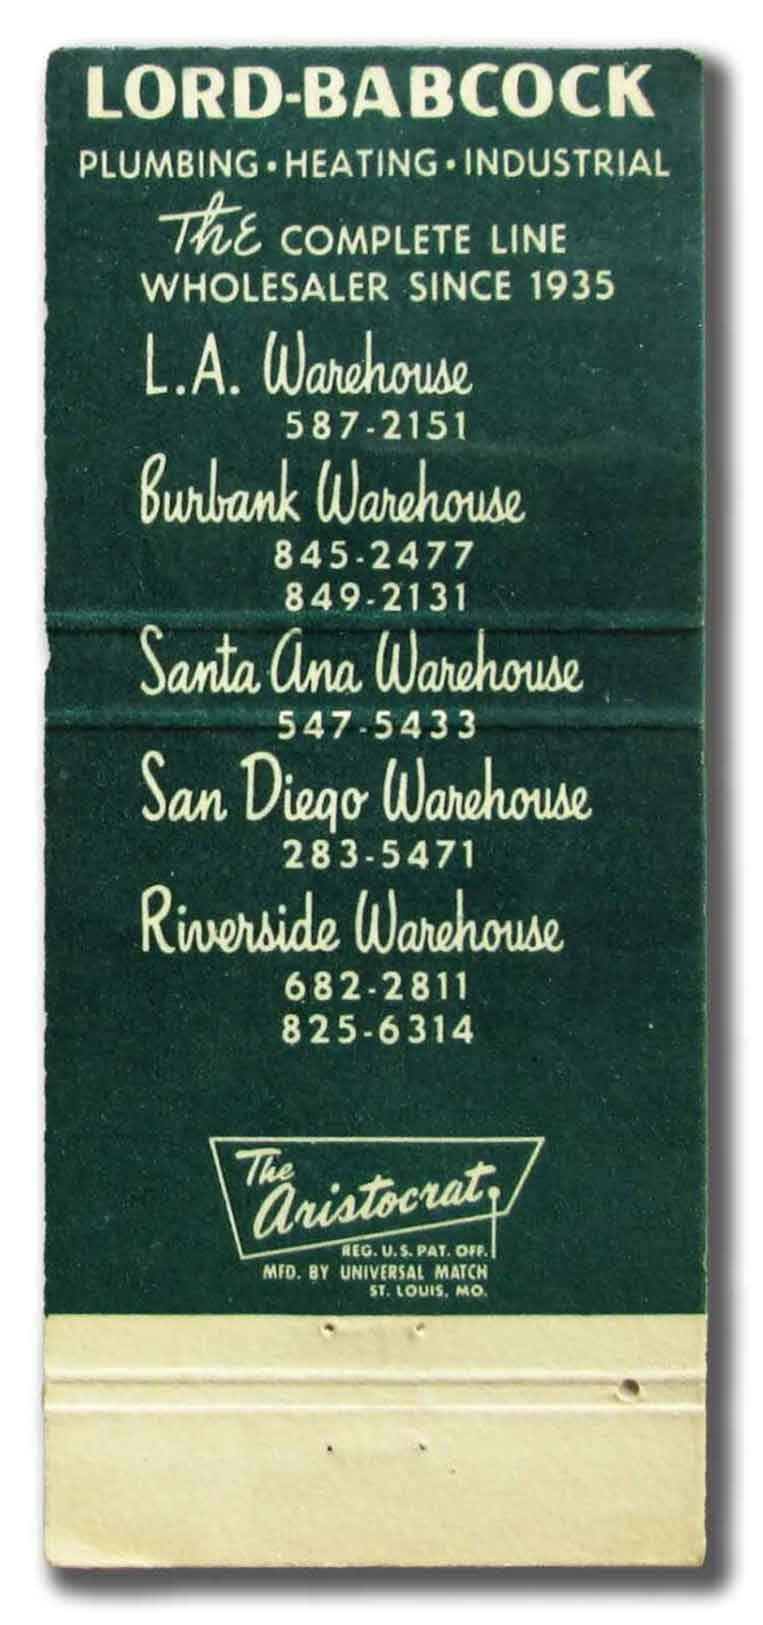 LORD-BABCOCK
PLUMBING • HEATING • INDUSTRIAL
The COMPLETE LINE
WHOLESALER SINCE 1935
L.A. Warehouse
587-2151
Burbank Warehouse
845-2477
849-2131
Santa Ana Warehouse
547-5433
San Diego Warehouse
283-5471
Riverside Warehouse
682-2811
825-6314
The
Aristocrat
REG. U.S. PAT. OFF.
MFD. BY UNIVERSAL MATCH
ST. LOUIS, MO.